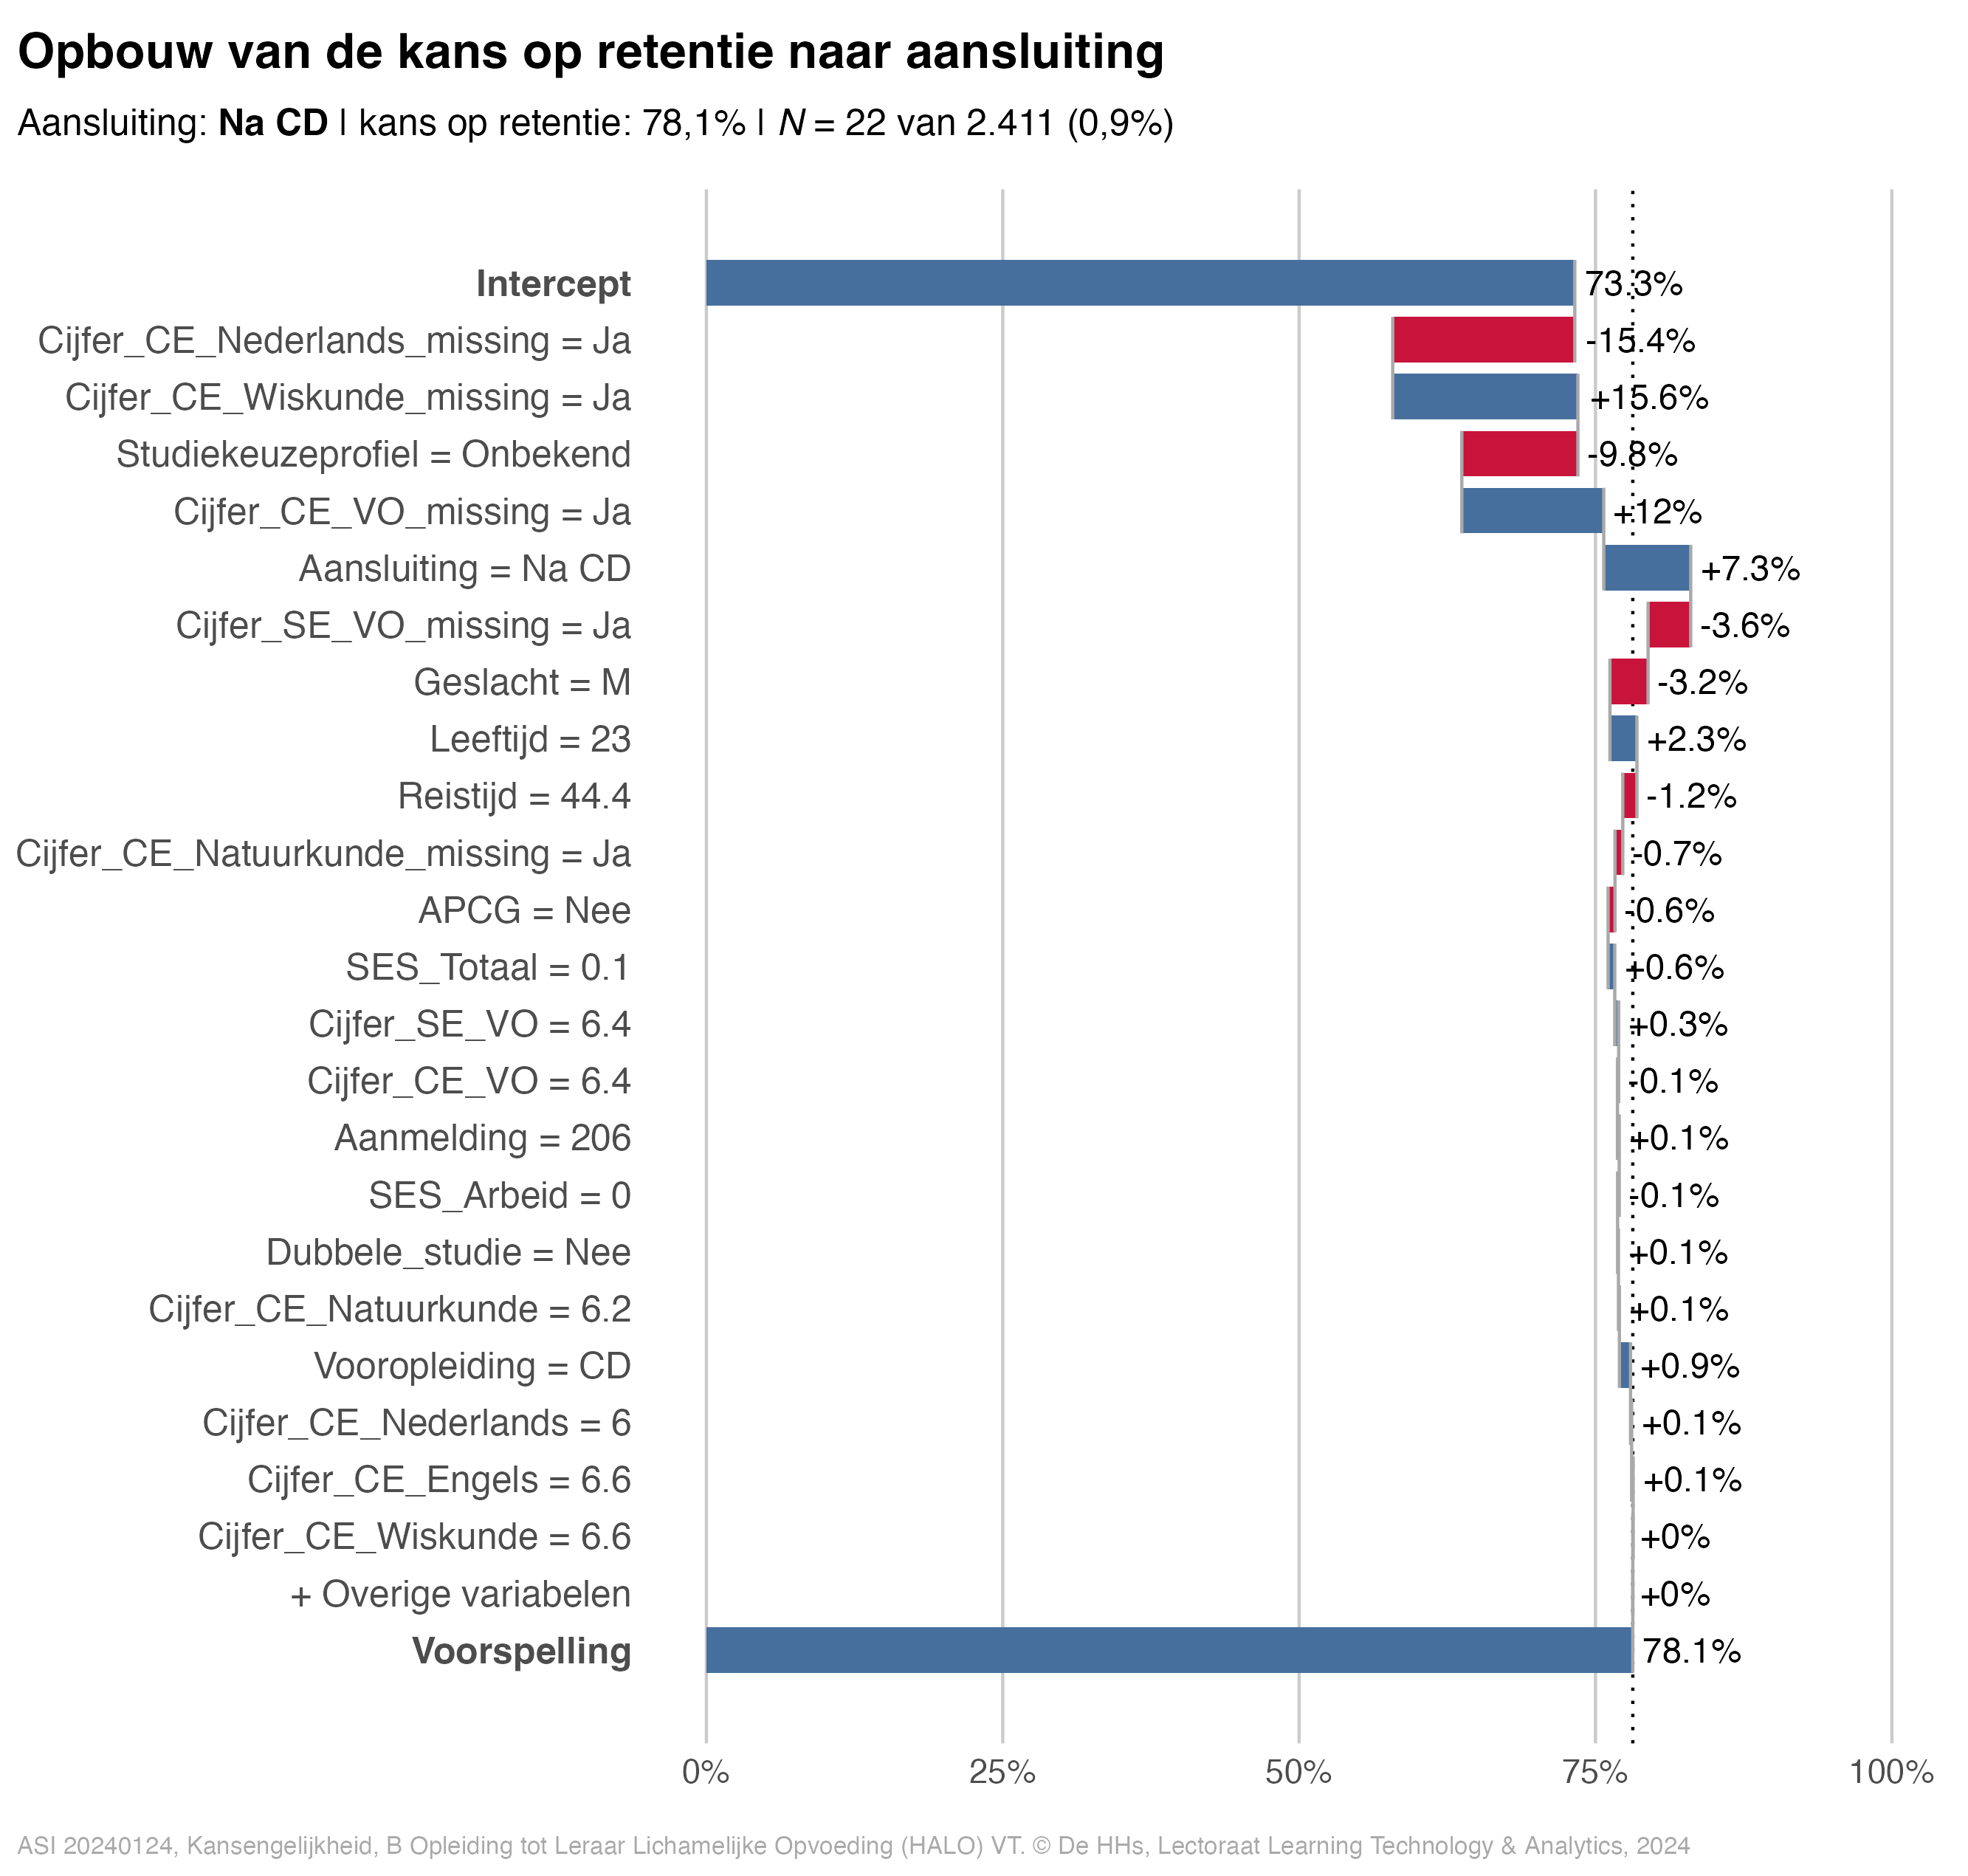 Opbouw van de kans op retentie naar aansluiting
Aansluiting: Na CD | kans op retentie: 78,1% | N = 22 van 2.411 (0,9%)
Intercept 73.3%
Cijfer_CE_Nederlands_missing = Ja -15.4%
Cijfer_CE_Wiskunde_missing = Ja +15.6%
Studiekeuzeprofiel = Onbekend -9.8%
Cijfer_CE_VO_missing = Ja +12%
Aansluiting = Na CD +7.3%
Cijfer_SE_VO_missing = Ja -3.6%
Geslacht = M -3.2%
Leeftijd = 23 +2.3%
Reistijd = 44.4 -1.2%
Cijfer_CE_Natuurkunde_missing = Ja -0.7%
APCG = Nee -0.6%
SES_Totaal = 0.1 +0.6%
Cijfer_SE_VO = 6.4 +0.3%
Cijfer_CE_VO = 6.4 -0.1%
Aanmelding = 206 +0.1%
SES_Arbeid = 0 -0.1%
Dubbele_studie = Nee +0.1%
Cijfer_CE_Natuurkunde = 6.2 +0.1%
Vooropleiding = CD +0.9%
Cijfer_CE_Nederlands = 6 +0.1%
Cijfer_CE_Engels = 6.6 +0.1%
Cijfer_CE_Wiskunde = 6.6 +0%
+ Overige variabelen +0%
Voorspelling 78.1%
0% 25% 50% 75% 100%
ASI 20240124, Kansengelijkheid, B Opleiding tot Leraar Lichamelijke Opvoeding (HALO) VT. © De HHs, Lectoraat Learning Technology & Analytics, 2024